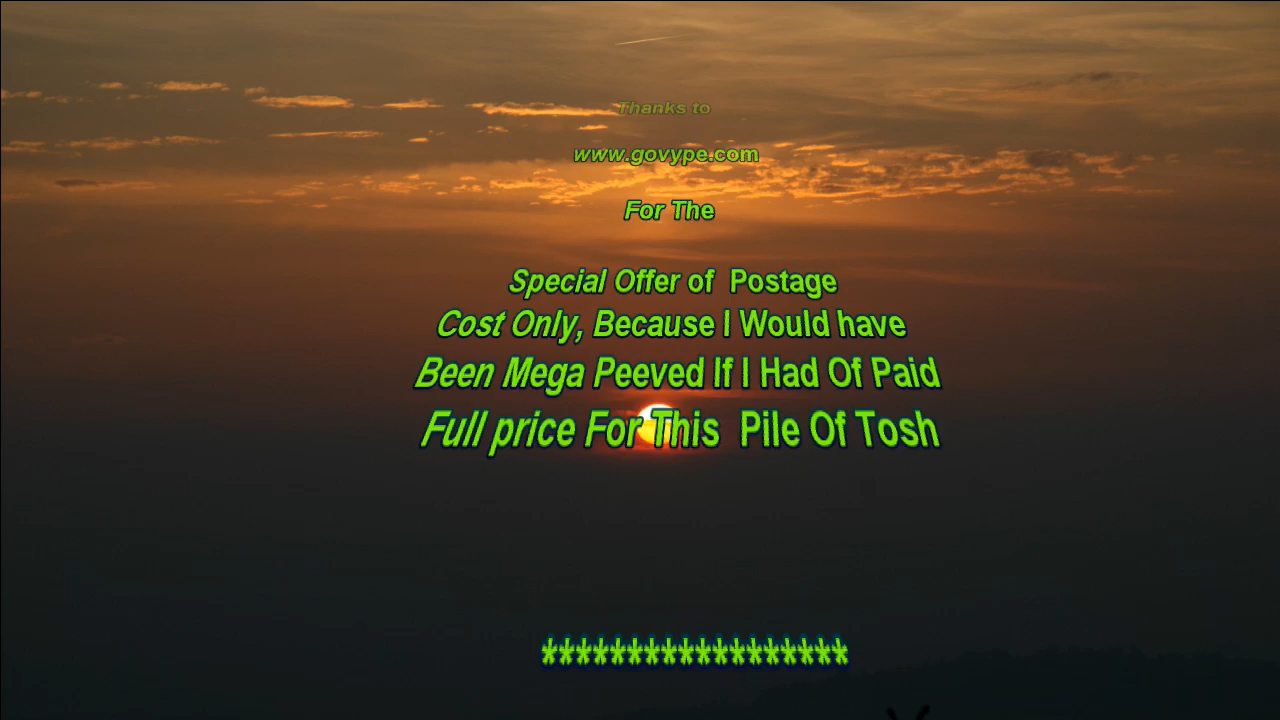 Thanks to
www.govype.com
For The
Special Offer of  Postage
Cost Only, Because I Would have
Been Mega Peeved If I Had Of Paid
Full price For This  Pile Of Tosh
******************